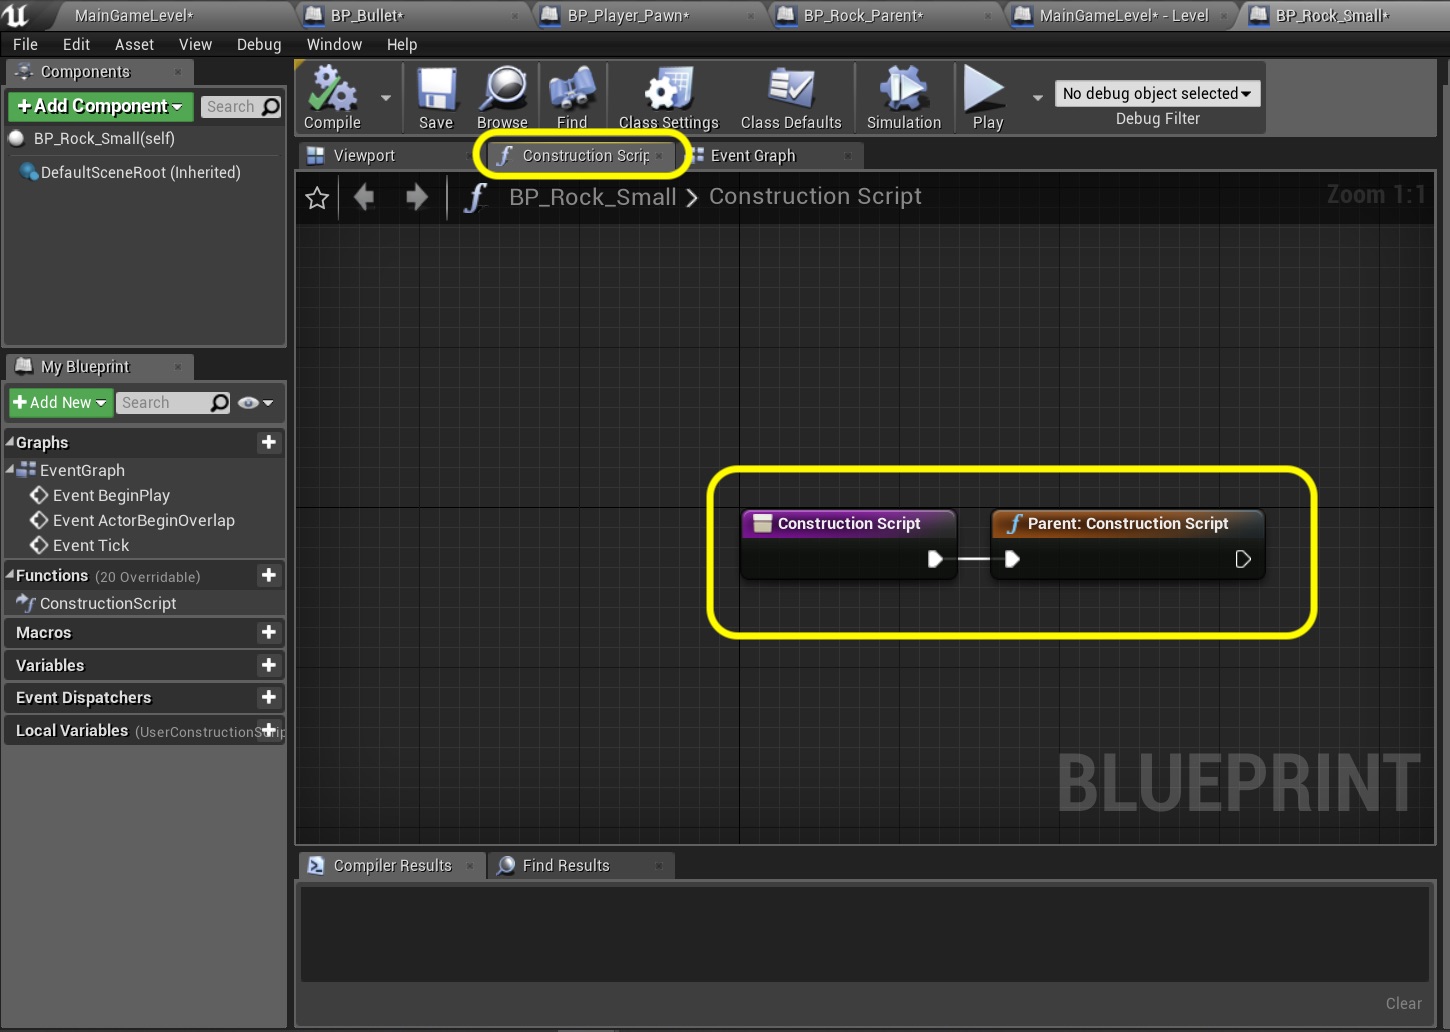 MainGameLevel*
BP_Bullet*
BP_Player_Pawn*
BP_Rock_Parent*
MainGameLevel* - Level
BP_Rock_Small*
File Edit Asset View Debug Window Help
Components
+Add Component
Search
BP_Rock_Small(self)
DefaultSceneRoot (Inherited)
Compile
Save
Browse
Find
Class Settings
Class Defaults
Simulation
Play
No debug object selected
Debug Filter
Viewport
Construction Scrip
Event Graph
BP_Rock_Small > Construction Script
Zoom 1:1
My Blueprint
+Add New
Search
Graphs
EventGraph
Event BeginPlay
Event ActorBeginOverlap
Event Tick
Functions (20 Overridable)
ConstructionScript
Macros
Variables
Event Dispatchers
Local Variables (UserConstructionScrip
Construction Script
Parent: Construction Script
BLUEPRINT
Compiler Results
Find Results
Clear